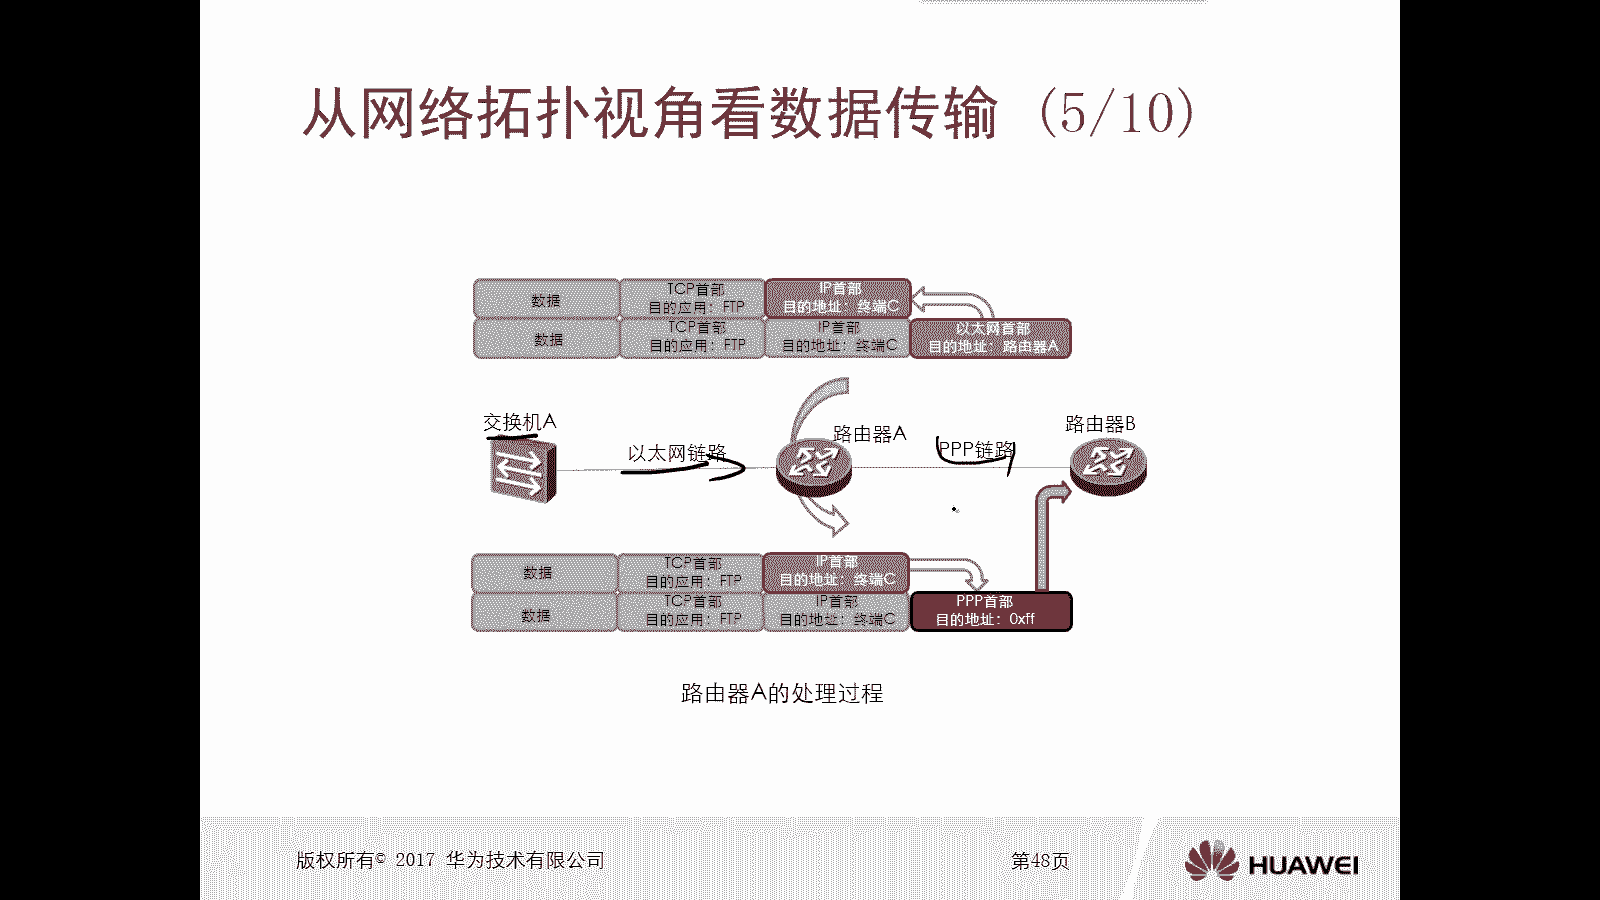 从网络拓扑视角看数据传输 (5/10)
数据
TCP首部
目的应用：FTP
IP首部
目的地址：终端C
数据
TCP首部
目的应用：FTP
IP首部
目的地址：终端C
以太网首部
目的地址：路由器A
交换机A
以太网链路
路由器A
PPP链路
路由器B
数据
TCP首部
目的应用：FTP
IP首部
目的地址：终端C
数据
TCP首部
目的应用：FTP
IP首部
目的地址：终端C
PPP首部
目的地址：0xff
路由器A的处理过程
版权所有© 2017 华为技术有限公司
第48页
HUAWEI